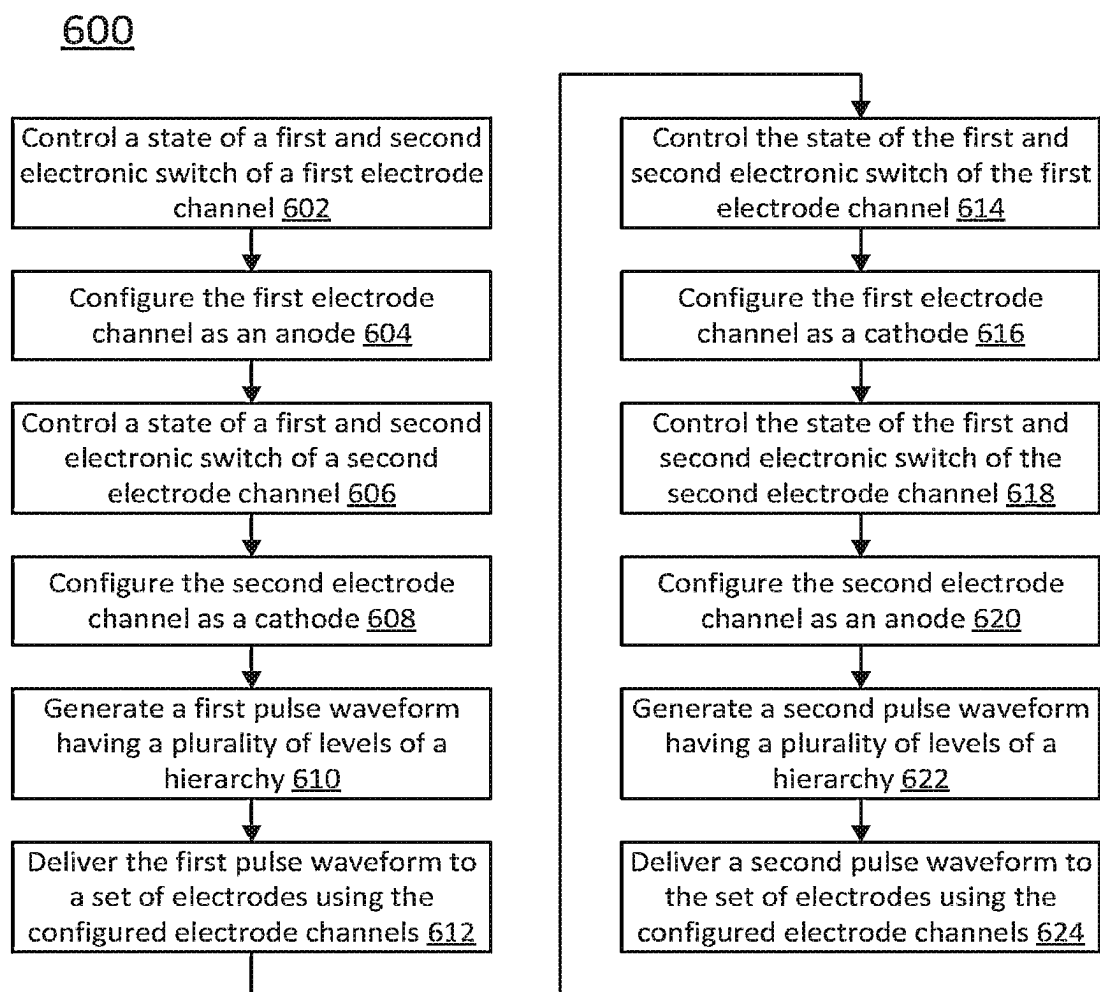 600
Control a state of a first and second
electronic switch of a first electrode
channel 602
Configure the first electrode
channel as an anode 604
Control a state of a first and second
electronic switch of a second
electrode channel 606
Configure the second electrode
channel as a cathode 608
Generate a first pulse waveform
having a plurality of levels of a
hierarchy 610
Deliver the first pulse waveform to
a set of electrodes using the
configured electrode channels 612
Control the state of the first and
second electronic switch of the first
electrode channel 614
Configure the first electrode
channel as a cathode 616
Control the state of the first and
second electronic switch of the
second electrode channel 618
Configure the second electrode
channel as an anode 620
Generate a second pulse waveform
having a plurality of levels of a
hierarchy 622
Deliver a second pulse waveform to
the set of electrodes using the
configured electrode channels 624